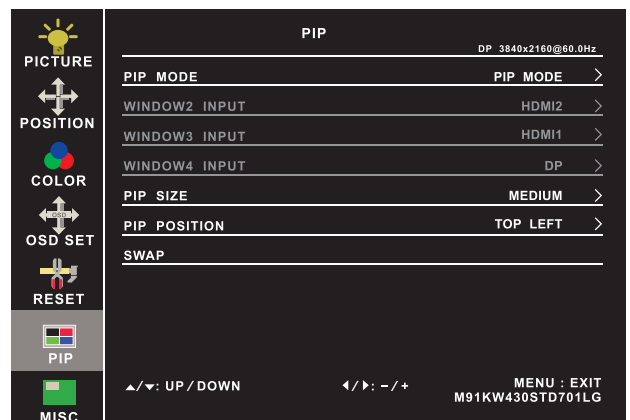 PIP
DP 3840x2160@60.0Hz
PICTURE
POSITION
COLOR
OSD
OSD SET
RESET
PIP
MISC
PIP MODE PIP MODE >
WINDOW2 INPUT HDMI2 >
WINDOW3 INPUT HDMI1 >
WINDOW4 INPUT DP >
PIP SIZE MEDIUM >
PIP POSITION TOP LEFT >
SWAP
▲/▼: UP / DOWN ◀/▶: – / + MENU : EXIT
M91KW430STD701LG